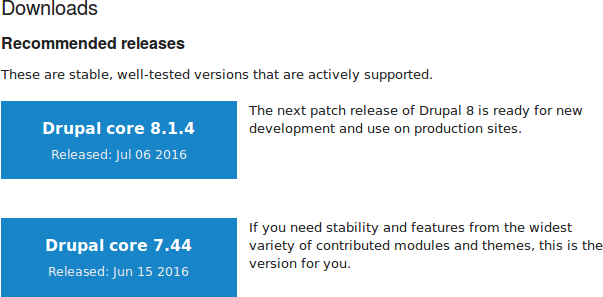 Downloads
Recommended releases
These are stable, well-tested versions that are actively supported.
Drupal core 8.1.4
Released: Jul 06 2016
The next patch release of Drupal 8 is ready for new
development and use on production sites.
Drupal core 7.44
Released: Jun 15 2016
If you need stability and features from the widest
variety of contributed modules and themes, this is the
version for you.